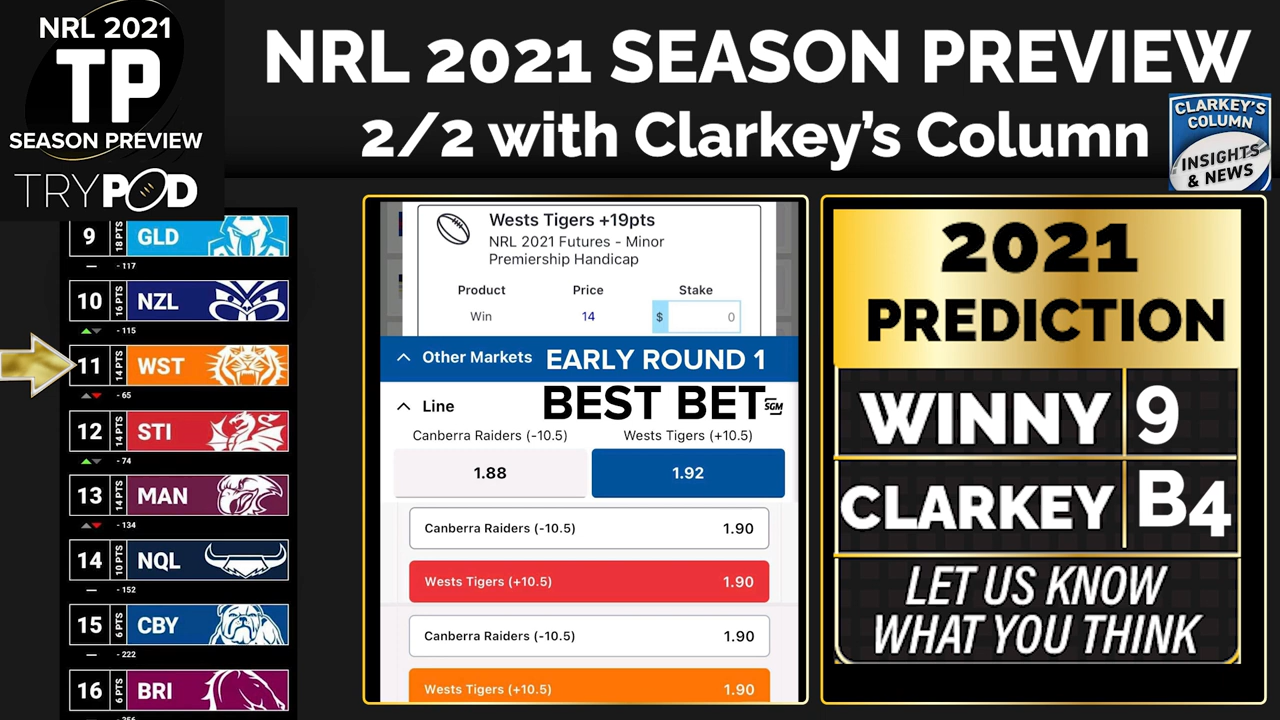 NRL 2021
TP
SEASON PREVIEW
TRYPOD
NRL 2021 SEASON PREVIEW
2/2 with Clarkey's Column
CLARKEY'S
COLUMN
INSIGHTS
& NEWS
9 18 PTS GLD
- 117
10 16 PTS NZL
- 115
11 14 PTS WST
- 65
12 14 PTS STI
- 74
13 14 PTS MAN
- 134
14 10 PTS NQL
- 152
15 6 PTS CBY
- 222
16 6 PTS BRI
Wests Tigers +19pts
NRL 2021 Futures - Minor
Premiership Handicap
Product Price Stake
Win 14 $ 0
Other Markets EARLY ROUND 1
BEST BET
Line SGM
Canberra Raiders (-10.5) Wests Tigers (+10.5)
1.88 1.92
Canberra Raiders (-10.5) 1.90
Wests Tigers (+10.5) 1.90
Canberra Raiders (-10.5) 1.90
Wests Tigers (+10.5) 1.90
2021
PREDICTION
WINNY 9
CLARKEY B4
LET US KNOW
WHAT YOU THINK